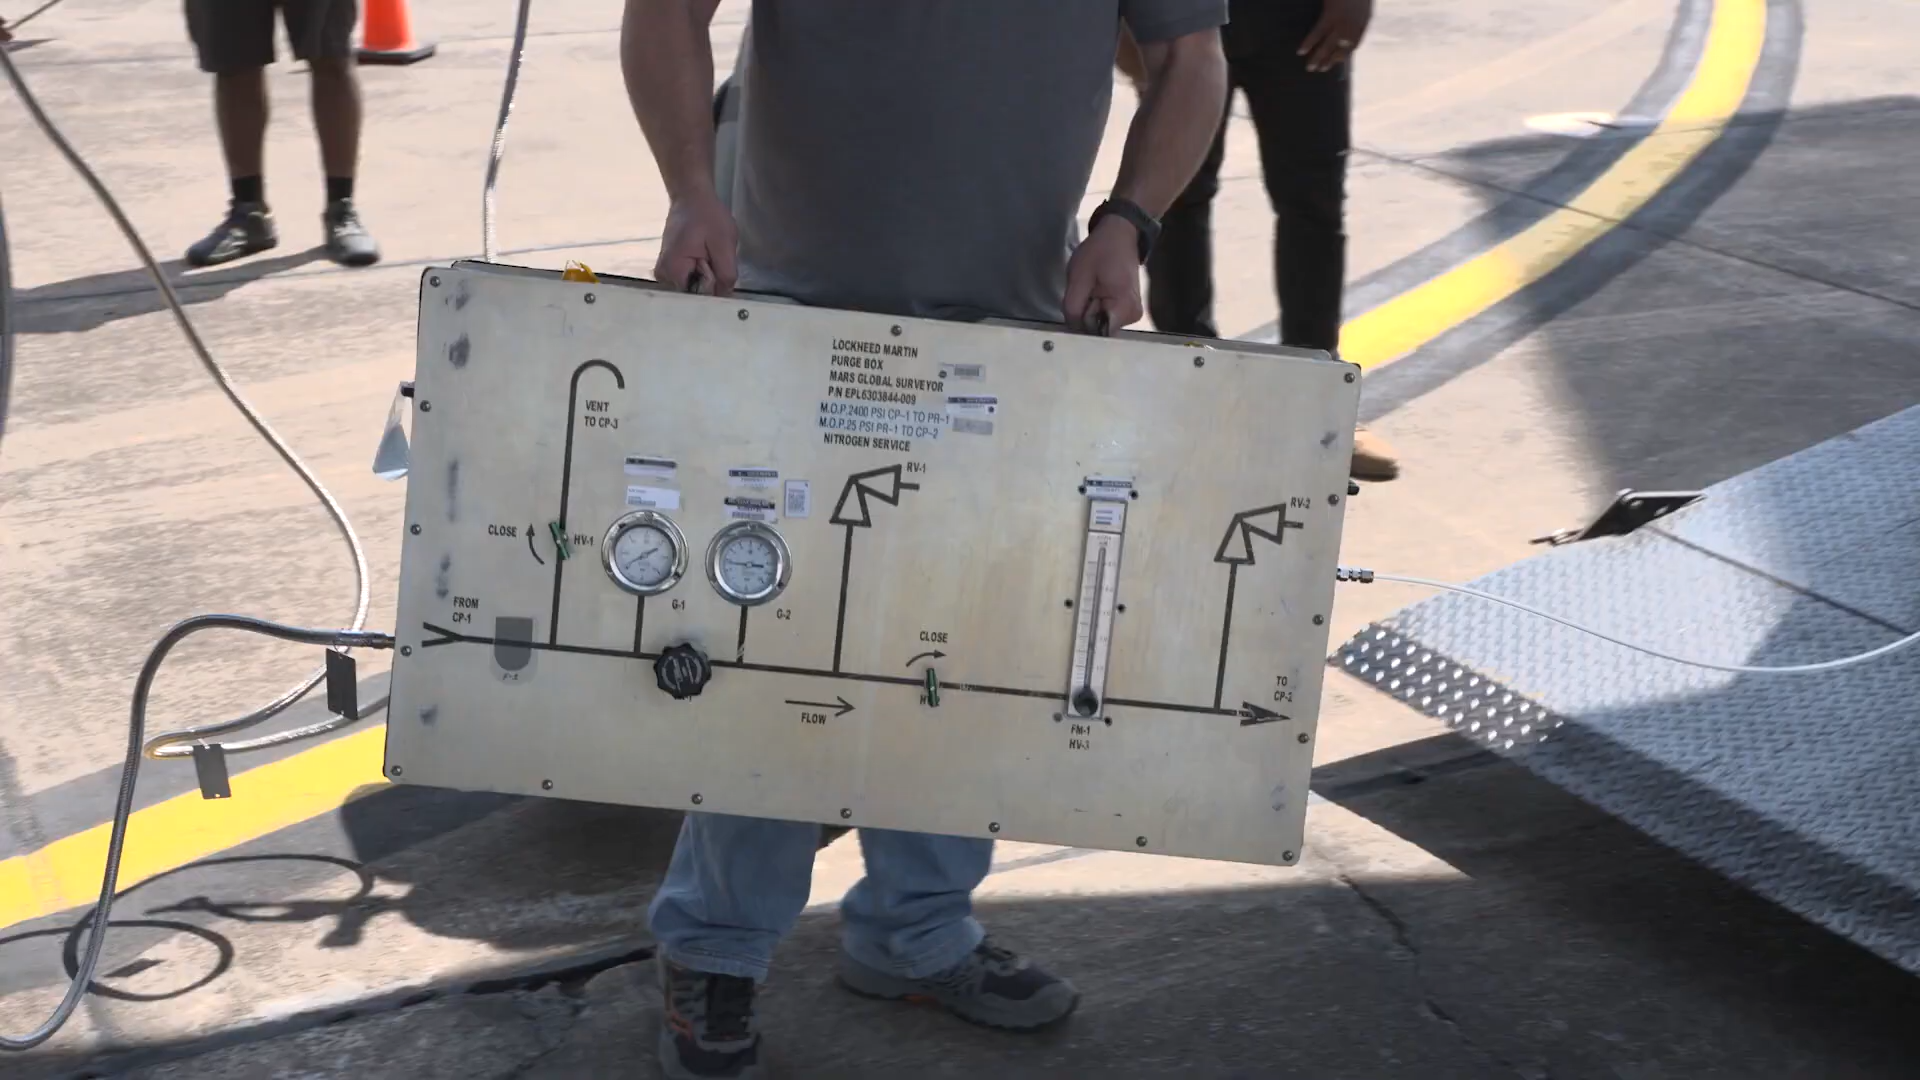 LOCKHEED MARTIN
PURGE BOX
MARS GLOBAL SURVEYOR
P/N EPL6303844-009
M.O.P. 2400 PSI CP-1 TO PR-1
M.O.P. 25 PSI PR-1 TO CP-2
NITROGEN SERVICE
VENT
TO CP-3
RV-1
RV-2
CLOSE
HV-1
FROM
CP-1
G-1
G-2
CLOSE
TO
CP-2
FLOW
FM-1
HV-3